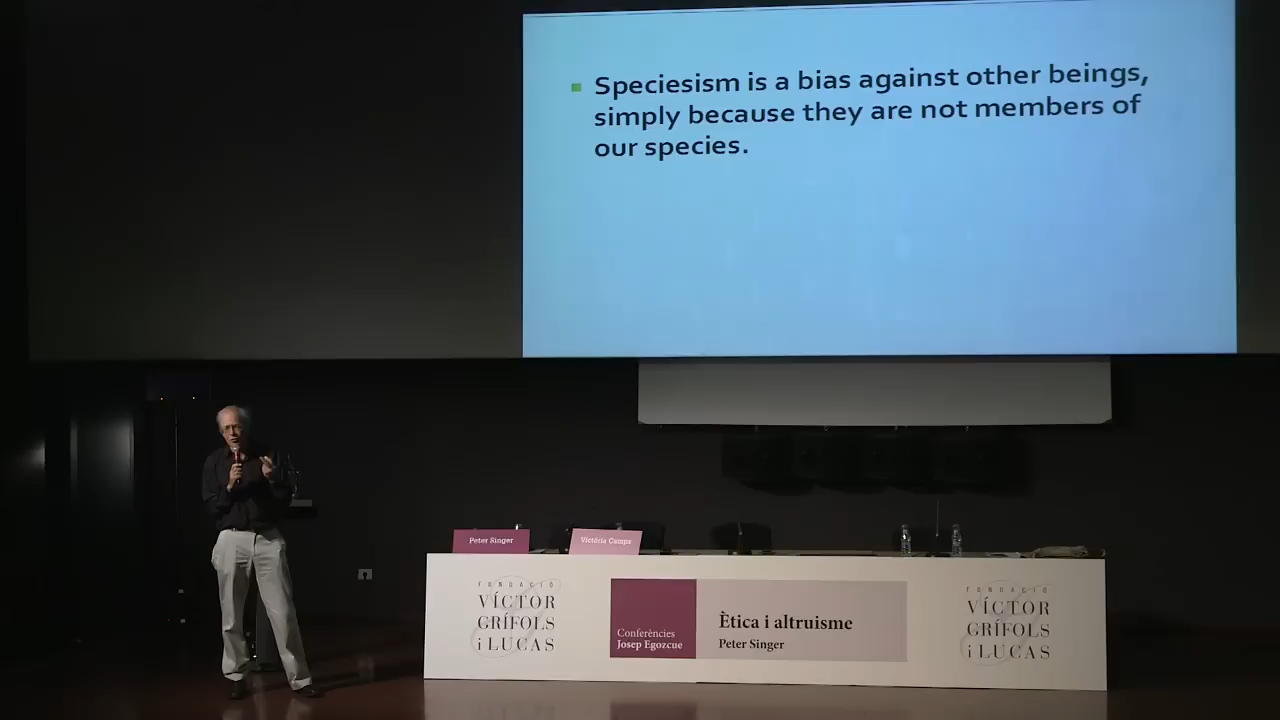 Speciesism is a bias against other beings,
simply because they are not members of
our species.
Peter Singer
Victòria Camps
FUNDACIÓ
VÍCTOR
GRÍFOLS
i LUCAS
Conferències
Josep Egozcue
Ètica i altruisme
Peter Singer
FUNDACIÓ
VÍCTOR
GRÍFOLS
i LUCAS